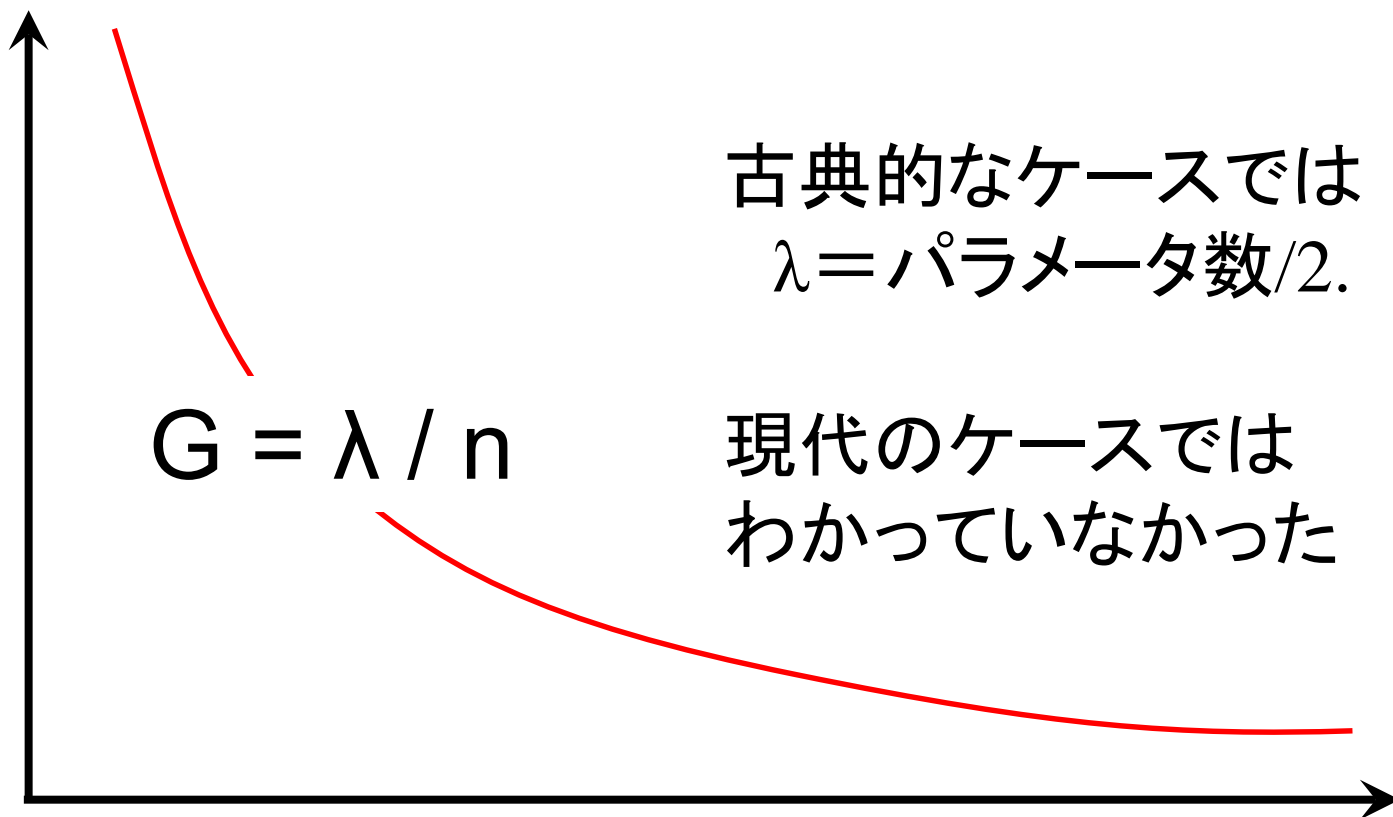 古典的なケースでは
λ＝パラメータ数/2.
G = λ / n
現代のケースでは
わかっていなかった